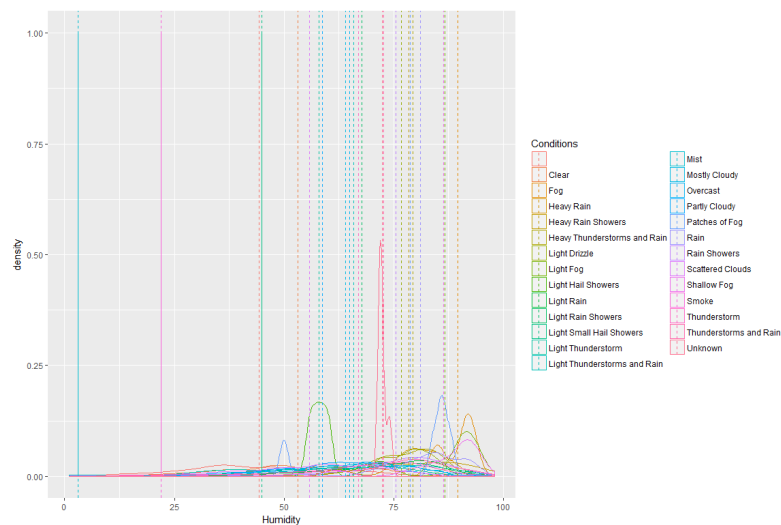 1.00
0.75
0.50
0.25
0.00
density
0
25
50
75
100
Humidity
Conditions
Clear
Fog
Heavy Rain
Heavy Rain Showers
Heavy Thunderstorms and Rain
Light Drizzle
Light Fog
Light Hail Showers
Light Rain
Light Rain Showers
Light Small Hail Showers
Light Thunderstorm
Light Thunderstorms and Rain
Mist
Mostly Cloudy
Overcast
Partly Cloudy
Patches of Fog
Rain
Rain Showers
Scattered Clouds
Shallow Fog
Smoke
Thunderstorm
Thunderstorms and Rain
Unknown